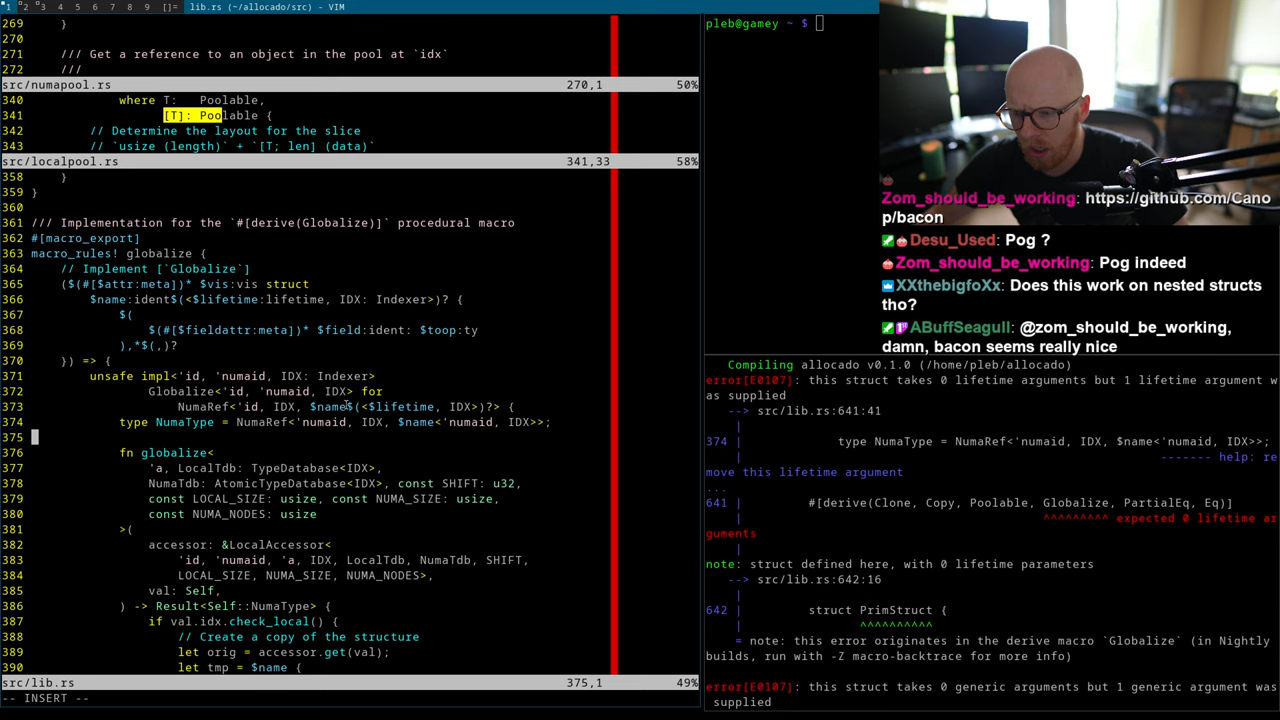 1 2 3 4 5 6 7 8 9 []= lib.rs (~/allocado/src) - VIM
269 }
270
271 /// Get a reference to an object in the pool at `idx`
272 ///
src/numapool.rs 270,1 50%
340 where T: Poolable,
341 [T]: Poolable {
342 // Determine the layout for the slice
343 // `usize (length)` + `[T; len] (data)`
src/localpool.rs 341,33 58%
358 }
359 }
360
361 /// Implementation for the `#[derive(Globalize)]` procedural macro
362 #[macro_export]
363 macro_rules! globalize {
364 // Implement [`Globalize`]
365 ($(#[$attr:meta])* $vis:vis struct
366 $name:ident$(<$lifetime:lifetime, IDX: Indexer>)? {
367 $(
368 $(#[$fieldattr:meta])* $field:ident: $toop:ty
369 ),*$(,)?
370 }) => {
371 unsafe impl<'id, 'numaid, IDX: Indexer>
372 Globalize<'id, 'numaid, IDX> for
373 NumaRef<'id, IDX, $name$(<$lifetime, IDX>)?> {
374 type NumaType = NumaRef<'numaid, IDX, $name<'numaid, IDX>>;
375
376 fn globalize<
377 'a, LocalTdb: TypeDatabase<IDX>,
378 NumaTdb: AtomicTypeDatabase<IDX>, const SHIFT: u32,
379 const LOCAL_SIZE: usize, const NUMA_SIZE: usize,
380 const NUMA_NODES: usize
381 >(
382 accessor: &LocalAccessor<
383 'id, 'numaid, 'a, IDX, LocalTdb, NumaTdb, SHIFT,
384 LOCAL_SIZE, NUMA_SIZE, NUMA_NODES>,
385 val: Self,
386 ) -> Result<Self::NumaType> {
387 if val.idx.check_local() {
388 // Create a copy of the structure
389 let orig = accessor.get(val);
390 let tmp = $name {
src/lib.rs 375,1 49%
-- INSERT --
pleb@gamey ~ $
Zom_should_be_working: https://github.com/Cano
p/bacon
Desu_Used: Pog ?
Zom_should_be_working: Pog indeed
XXthebigfoXx: Does this work on nested structs
tho?
ABuffSeagull: @zom_should_be_working,
damn, bacon seems really nice
Compiling allocado v0.1.0 (/home/pleb/allocado)
error[E0107]: this struct takes 0 lifetime arguments but 1 lifetime argument w
as supplied
--> src/lib.rs:641:41
|
374 | type NumaType = NumaRef<'numaid, IDX, $name<'numaid, IDX>>;
| ------- help: re
move this lifetime argument
...
641 | #[derive(Clone, Copy, Poolable, Globalize, PartialEq, Eq)]
| ^^^^^^^^^ expected 0 lifetime ar
guments
|
note: struct defined here, with 0 lifetime parameters
--> src/lib.rs:642:16
|
642 | struct PrimStruct {
| ^^^^^^^^^^
= note: this error originates in the derive macro `Globalize` (in Nightly
builds, run with -Z macro-backtrace for more info)
error[E0107]: this struct takes 0 generic arguments but 1 generic argument was
supplied